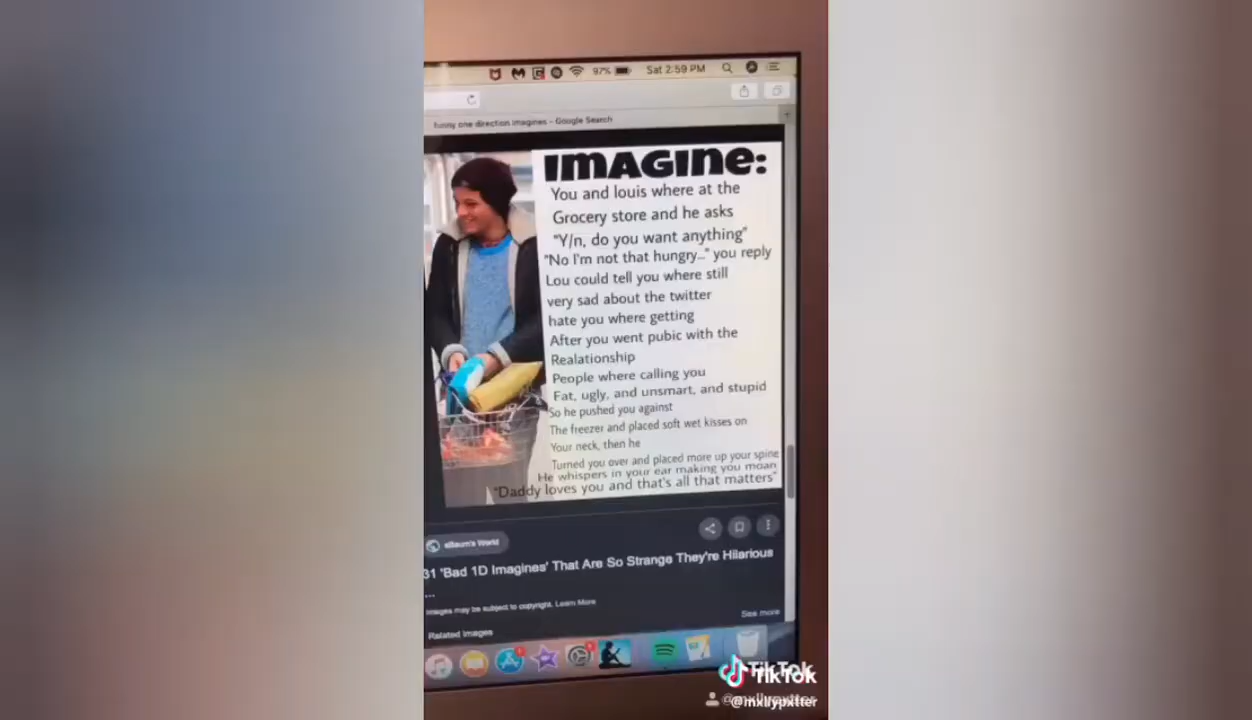 97%
Sat 2:59 PM
funny one direction imagines - Google Search
IMAGINE:
You and louis where at the
Grocery store and he asks
"Y/n, do you want anything"
"No I'm not that hungry..." you reply
Lou could tell you where still
very sad about the twitter
hate you where getting
After you went pubic with the
Realationship
People where calling you
Fat, ugly, and unsmart, and stupid
So he pushed you against
The freezer and placed soft wet kisses on
Your neck, then he
Turned you over and placed more up your spine
He whispers in your ear making you moan
"Daddy loves you and that's all that matters"
eBaum's World
31 'Bad 1D Imagines' That Are So Strange They're Hilarious
...
Images may be subject to copyright. Learn More
See more
Related images
TikTok
@mxllypxtter